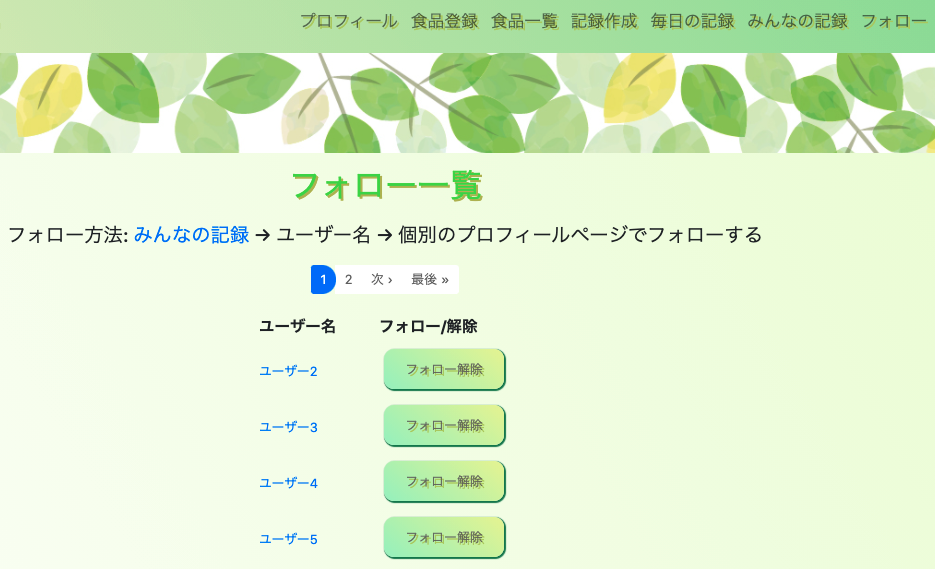 プロフィール 食品登録 食品一覧 記録作成 毎日の記録 みんなの記録 フォロー
フォロー一覧
フォロー方法: みんなの記録 → ユーザー名 → 個別のプロフィールページでフォローする
1 2 次 › 最後 »
ユーザー名 フォロー/解除
ユーザー2 フォロー解除
ユーザー3 フォロー解除
ユーザー4 フォロー解除
ユーザー5 フォロー解除